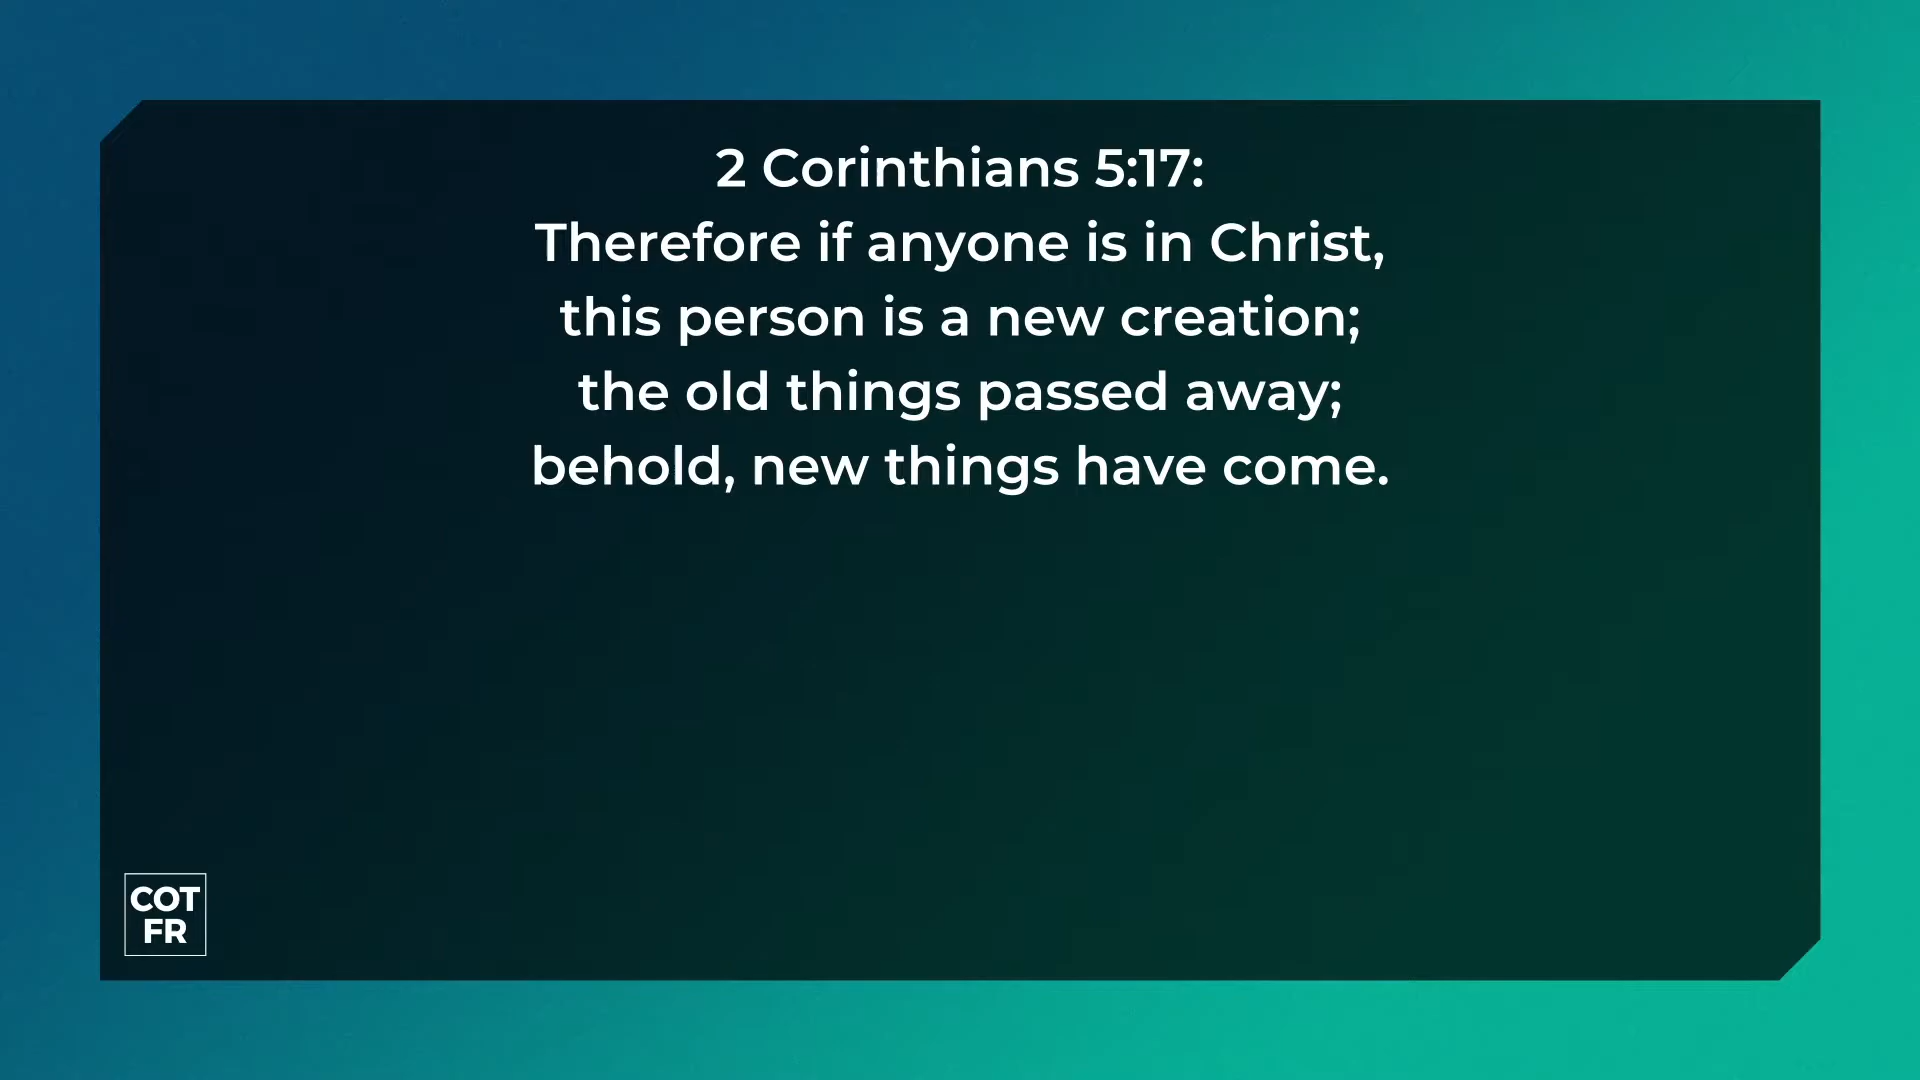 2 Corinthians 5:17:
Therefore if anyone is in Christ,
this person is a new creation;
the old things passed away;
behold, new things have come.
COT
FR